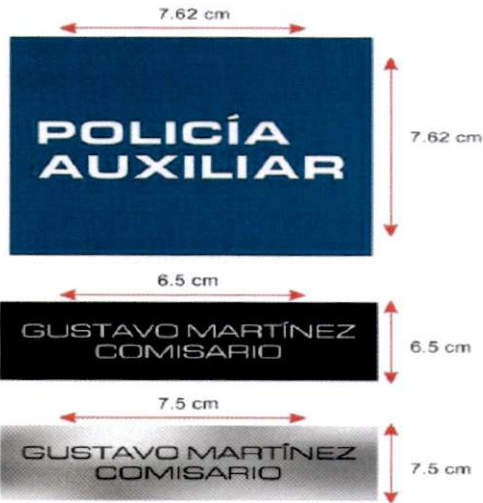 7.62 cm
POLICÍA
AUXILIAR
7.62 cm
6.5 cm
GUSTAVO MARTÍNEZ
COMISARIO
6.5 cm
7.5 cm
GUSTAVO MARTÍNEZ
COMISARIO
7.5 cm